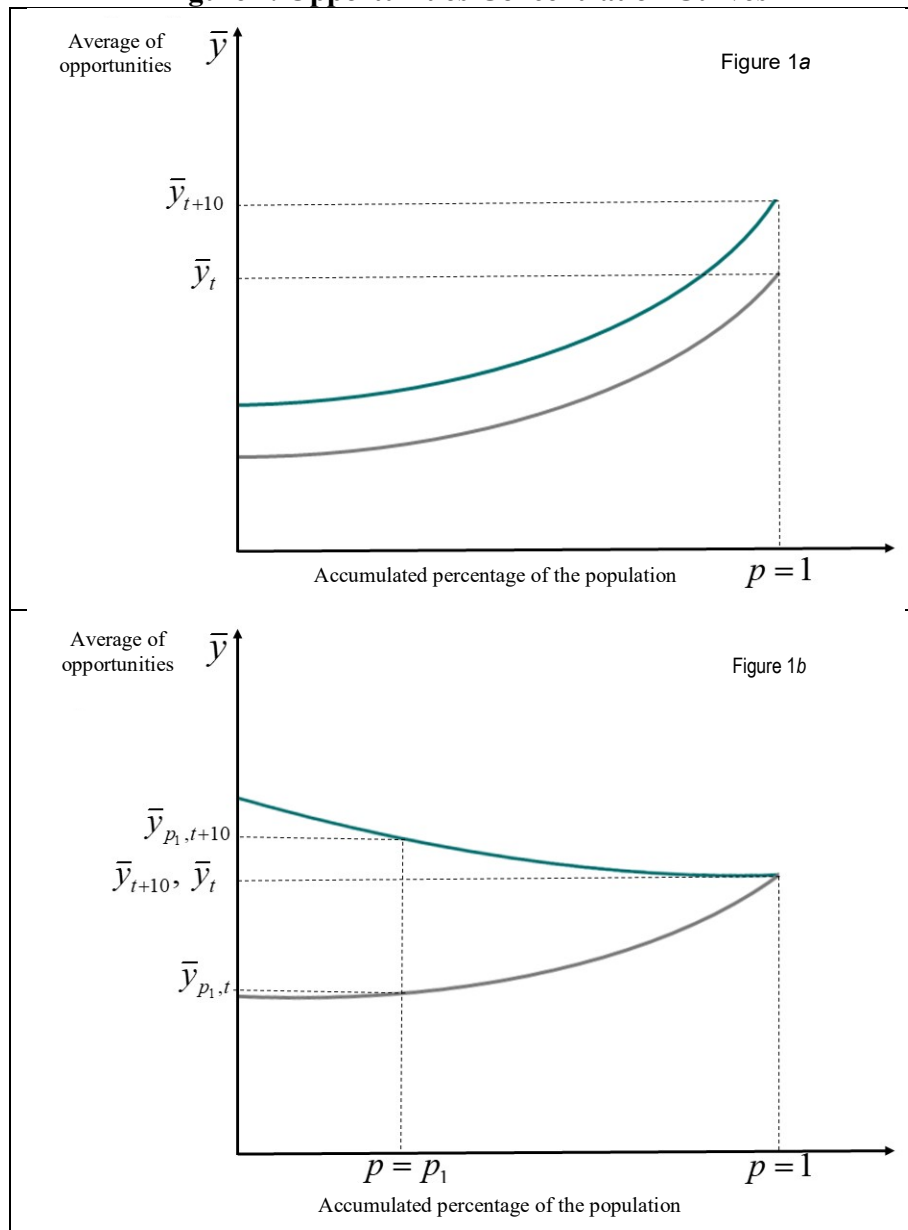 Average of
opportunities
ȳ
Figure 1a
ȳt+10
ȳt
Accumulated percentage of the population
p = 1
Average of
opportunities
ȳ
Figure 1b
ȳp1,t+10
ȳt+10, ȳt
ȳp1,t
p = p1
p = 1
Accumulated percentage of the population